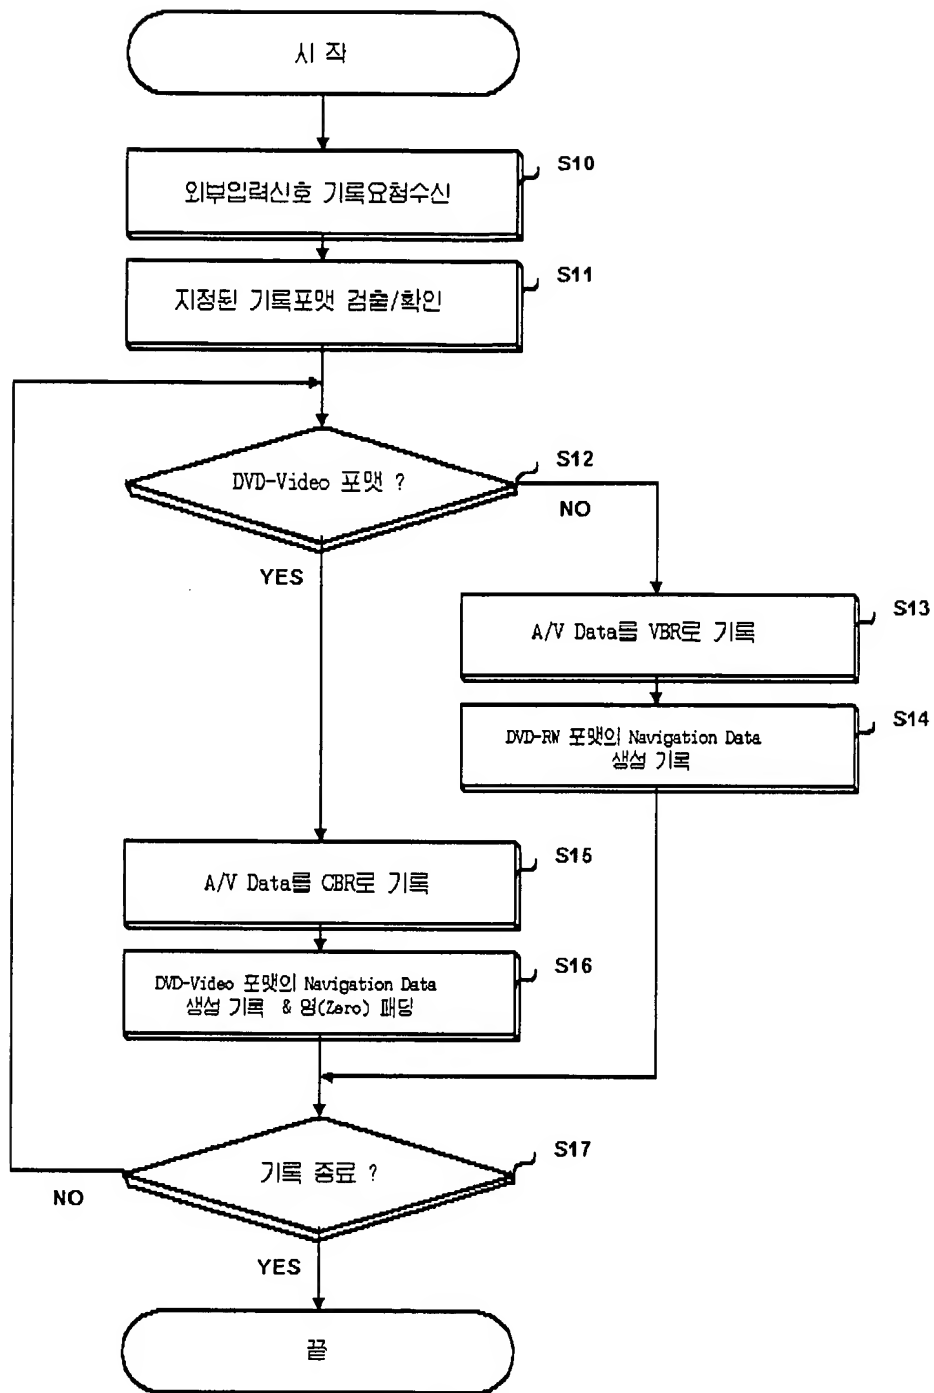 시 작
S10
외부입력신호 기록요청수신
S11
지정된 기록포맷 검출/확인
S12
DVD-Video 포맷 ?
NO
YES
S13
A/V Data를 VBR로 기록
S14
DVD-RW 포맷의 Navigation Data
생성 기록
S15
A/V Data를 CBR로 기록
S16
DVD-Video 포맷의 Navigation Data
생성 기록 & 영(Zero) 패딩
S17
기록 종료 ?
NO
YES
끝